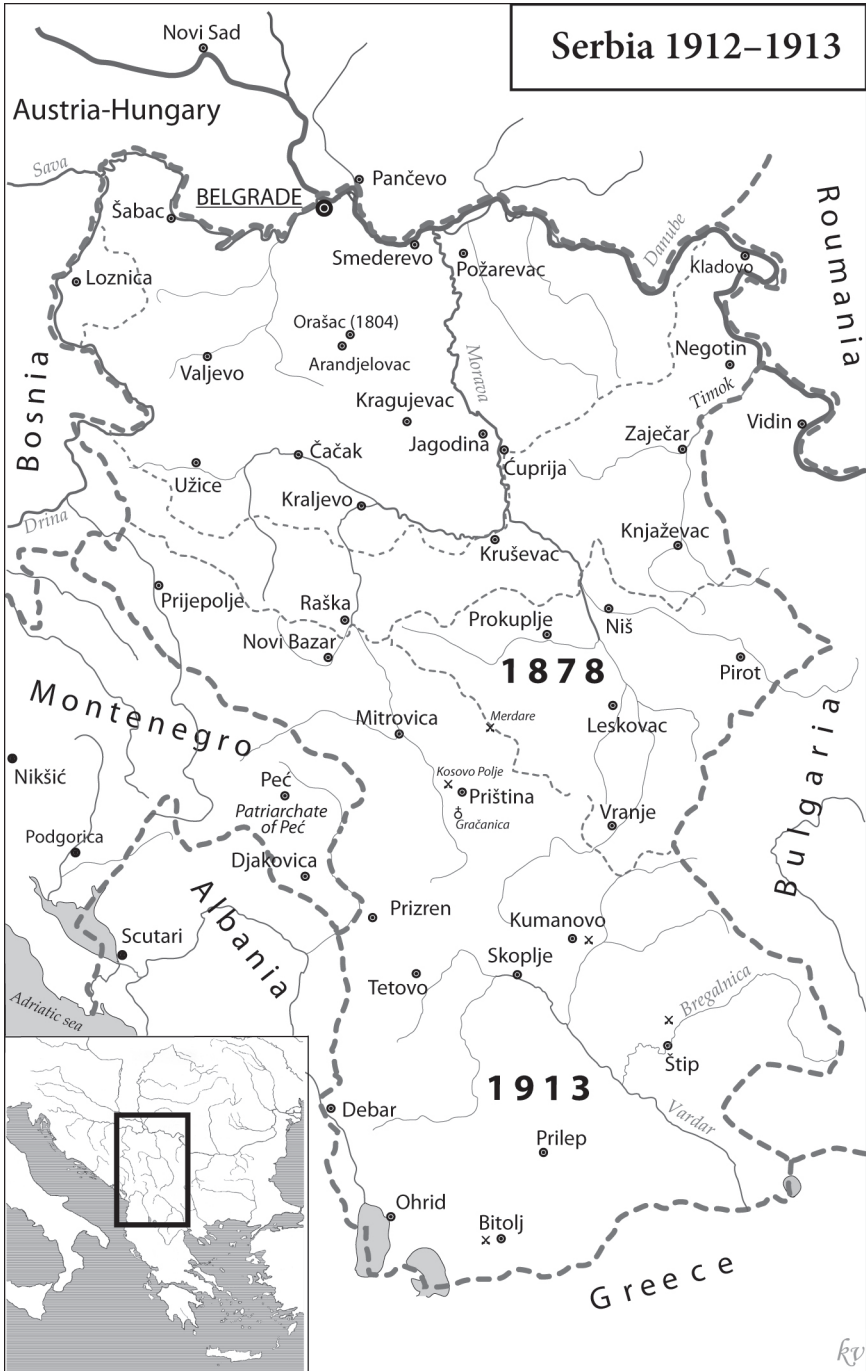 Serbia 1912–1913
Novi Sad
Austria-Hungary
Sava
Pančevo
BELGRADE
Šabac
Roumania
Danube
Smederevo
Požarevac
Kladovo
Loznica
Orašac (1804)
Arandjelovac
Negotin
Valjevo
Morava
Timok
Bosnia
Kragujevac
Vidin
Jagodina
Zaječar
Čačak
Ćuprija
Užice
Kraljevo
Drina
Knjaževac
Kruševac
Prijepolje
Raška
Prokuplje
Niš
Novi Bazar
1878
Pirot
Montenegro
Mitrovica
Merdare
Leskovac
Bulgaria
Nikšić
Peć
Kosovo Polje
Priština
Patriarchate
of Peć
Gračanica
Vranje
Podgorica
Djakovica
Albania
Prizren
Kumanovo
Scutari
Skoplje
Tetovo
Bregalnica
Adriatic sea
Štip
1913
Debar
Vardar
Prilep
Ohrid
Bitolj
Greece